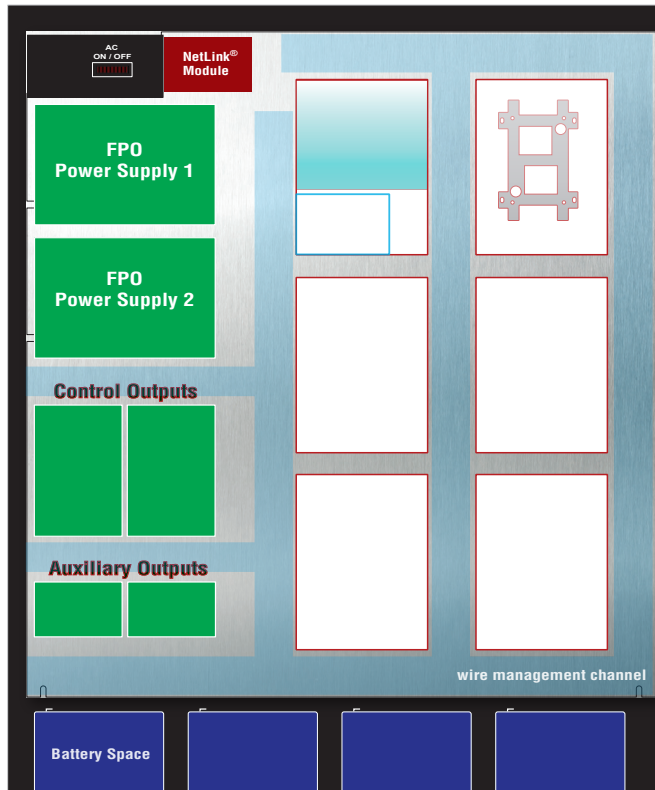 AC
ON / OFF
NetLink®
Module
FPO
Power Supply 1
FPO
Power Supply 2
Control Outputs
Auxiliary Outputs
wire management channel
Battery Space